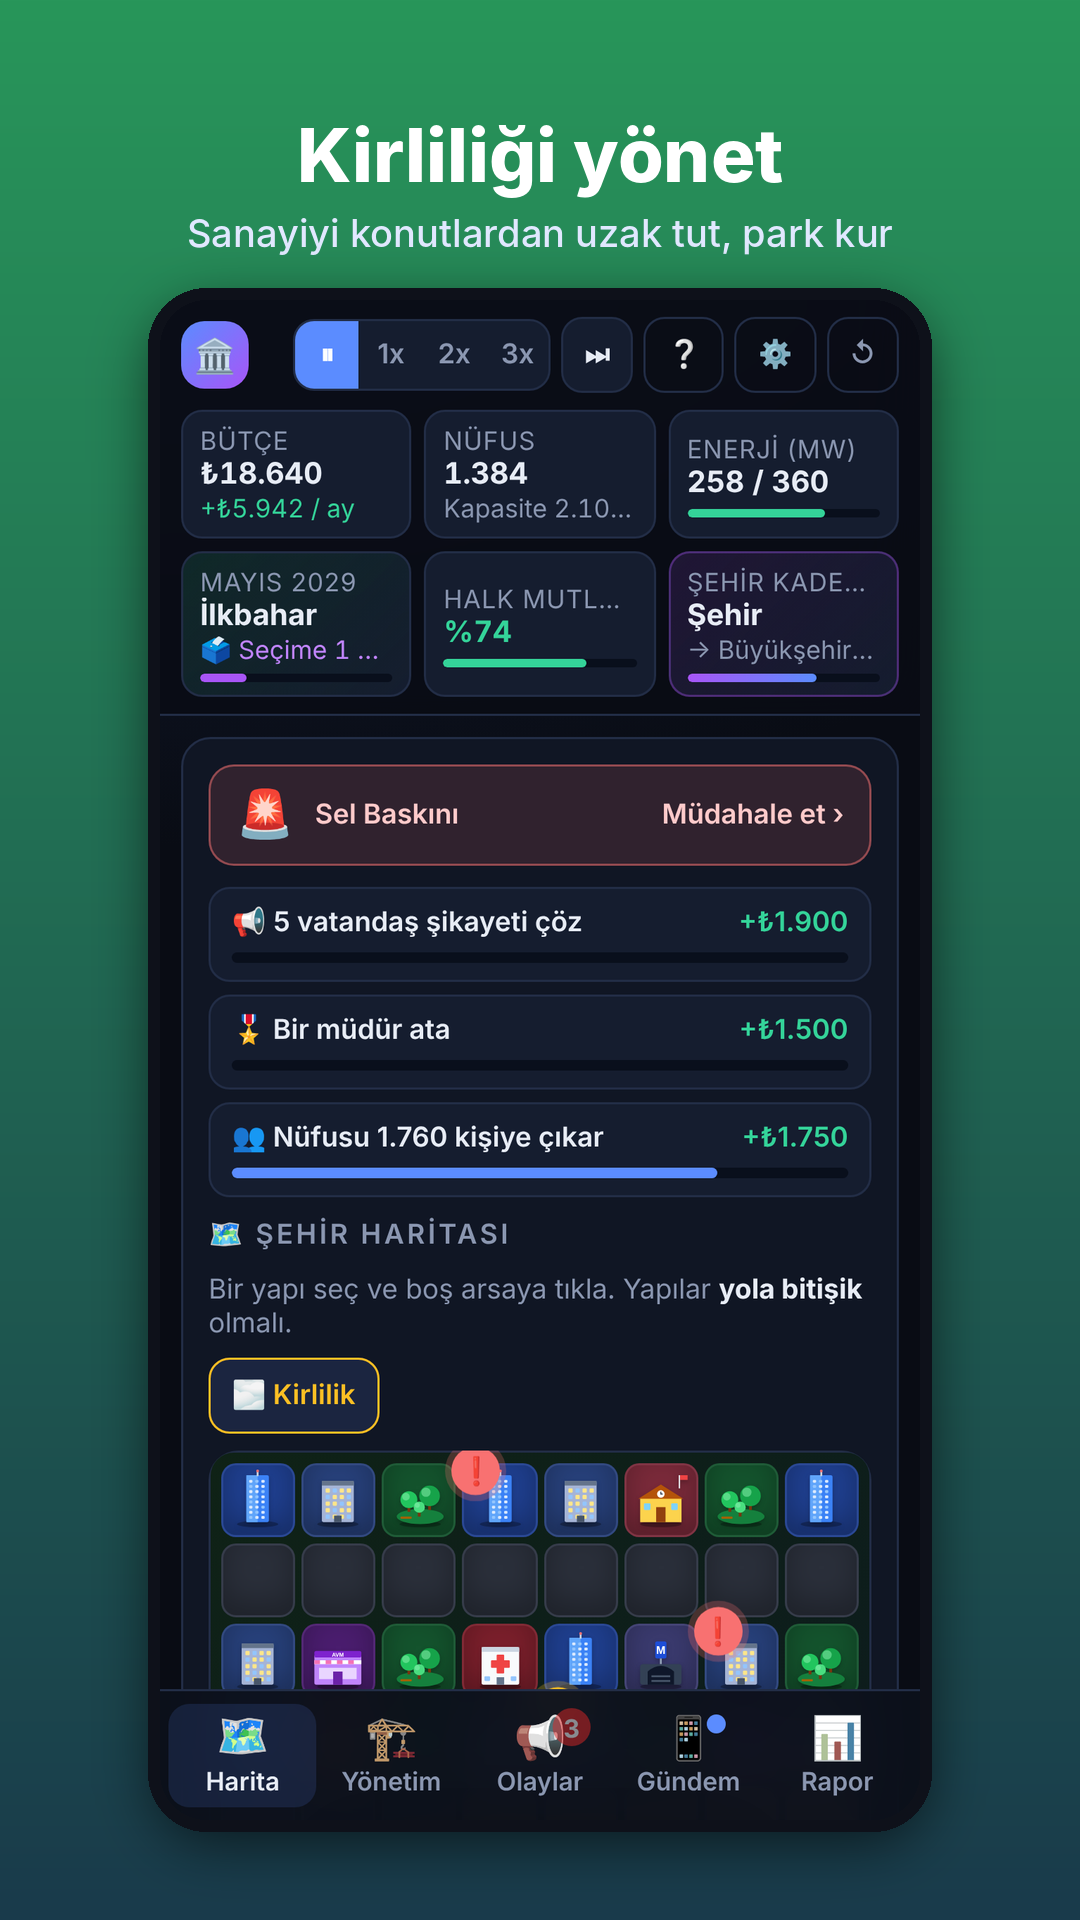 Kirliliği yönet
Sanayiyi konutlardan uzak tut, park kur
1x 2x 3x ?
BÜTÇE
₺18.640
+₺5.942 / ay
NÜFUS
1.384
Kapasite 2.10...
ENERJİ (MW)
258 / 360
MAYIS 2029
İlkbahar
Seçime 1 ...
HALK MUTL...
%74
ŞEHİR KADE...
Şehir
→ Büyükşehir...
Sel Baskını Müdahale et ›
5 vatandaş şikayeti çöz +₺1.900
Bir müdür ata +₺1.500
Nüfusu 1.760 kişiye çıkar +₺1.750
ŞEHİR HARİTASI
Bir yapı seç ve boş arsaya tıkla. Yapılar yola bitişik
olmalı.
Kirlilik
AVM
M
3
Harita Yönetim Olaylar Gündem Rapor